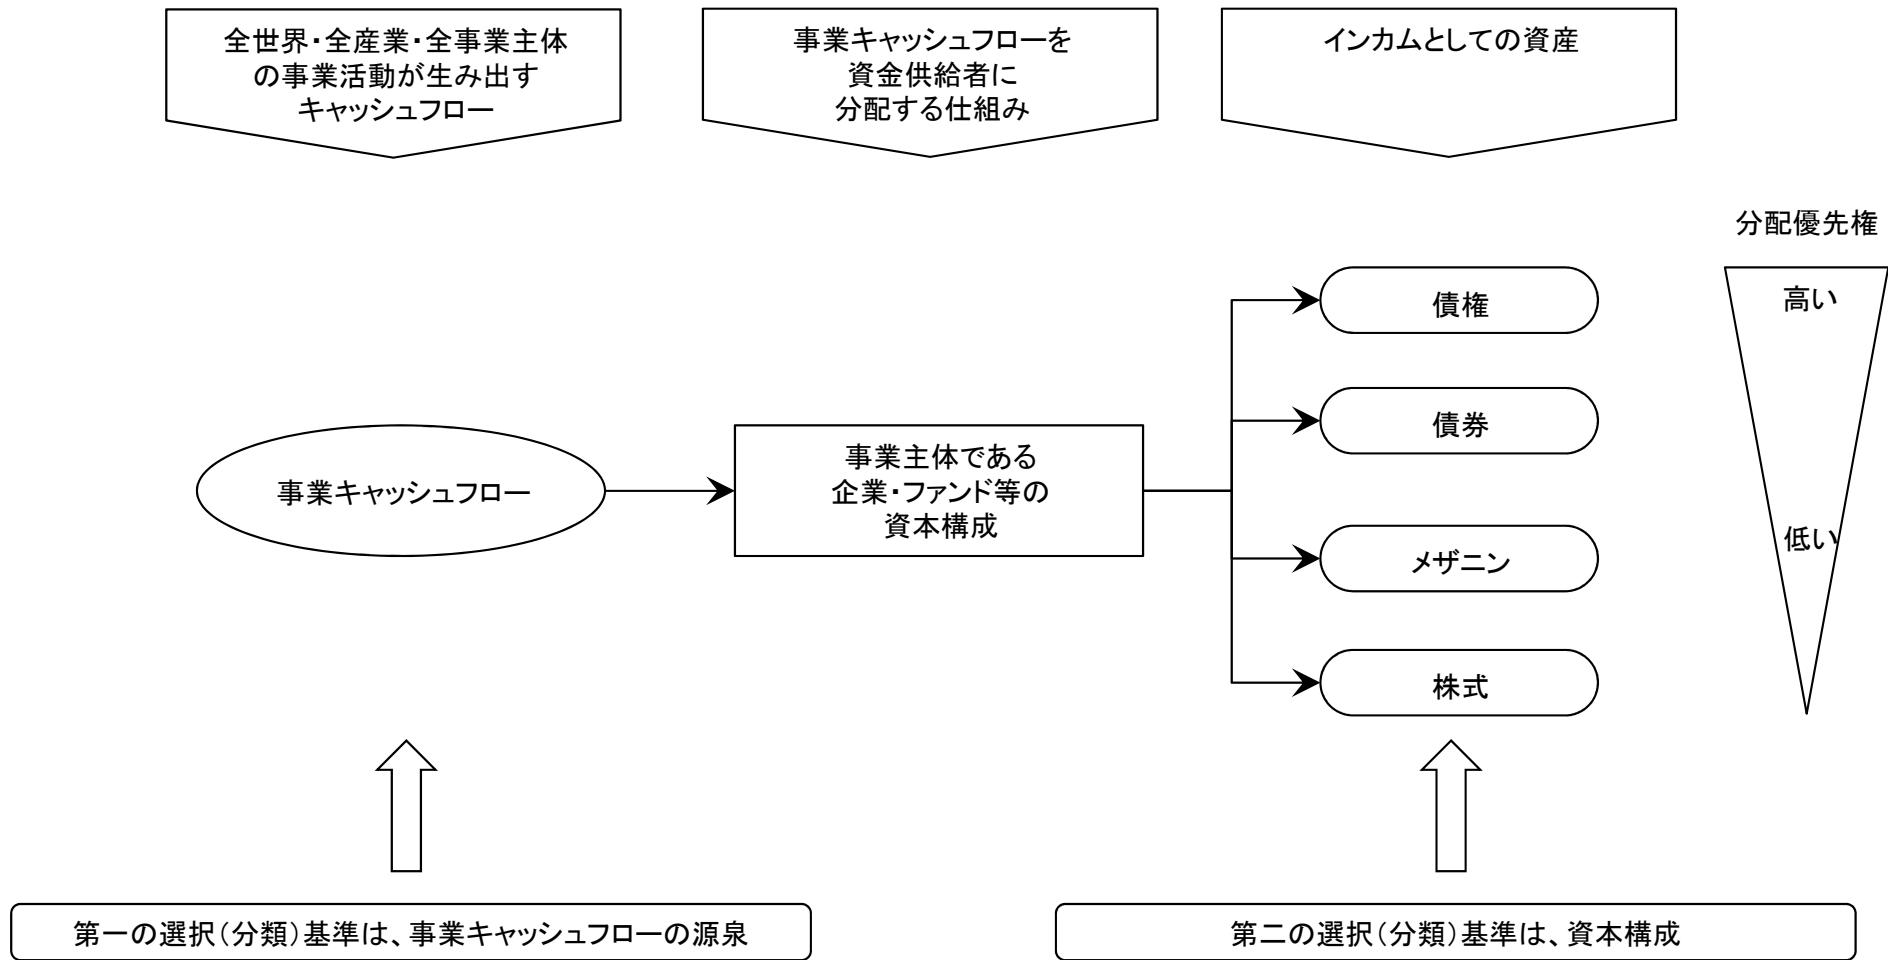 全世界・全産業・全事業主体
の事業活動が生み出す
キャッシュフロー
事業キャッシュフローを
資金供給者に
分配する仕組み
インカムとしての資産
分配優先権
高い
低い
債権
債券
メザニン
株式
事業キャッシュフロー
事業主体である
企業・ファンド等の
資本構成
第一の選択(分類)基準は、事業キャッシュフローの源泉
第二の選択(分類)基準は、資本構成